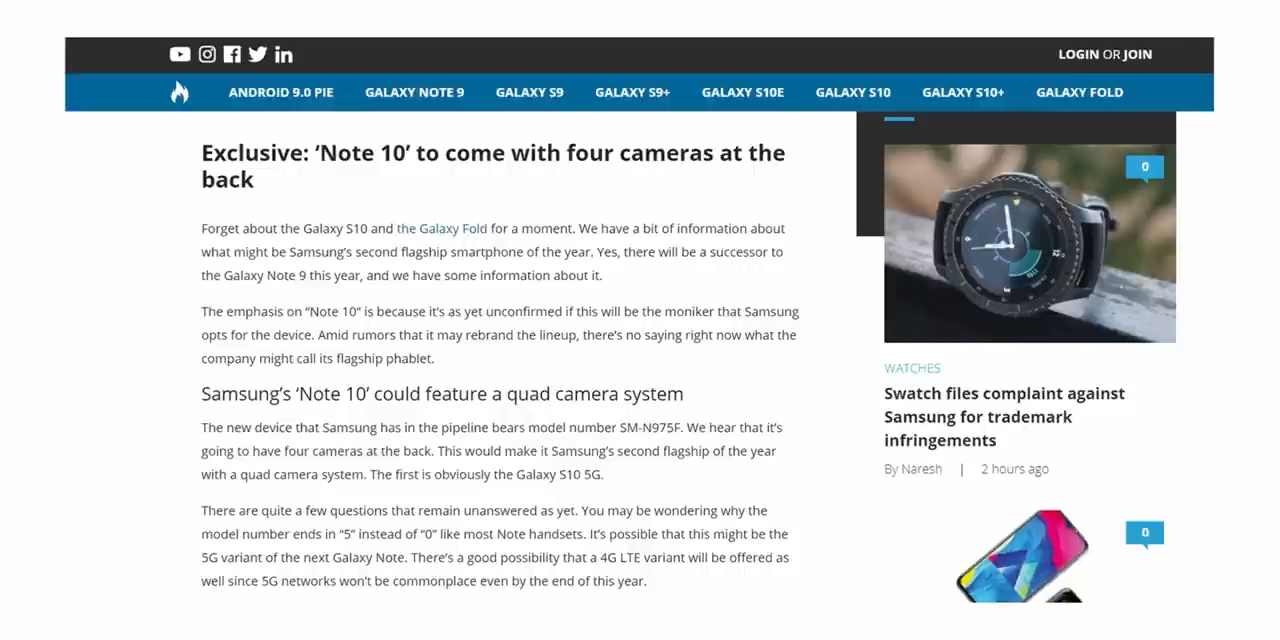 LOGIN OR JOIN
ANDROID 9.0 PIE GALAXY NOTE 9 GALAXY S9 GALAXY S9+ GALAXY S10E GALAXY S10 GALAXY S10+ GALAXY FOLD
Exclusive: ‘Note 10’ to come with four cameras at the
back
Forget about the Galaxy S10 and the Galaxy Fold for a moment. We have a bit of information about
what might be Samsung’s second flagship smartphone of the year. Yes, there will be a successor to
the Galaxy Note 9 this year, and we have some information about it.
The emphasis on “Note 10” is because it’s as yet unconfirmed if this will be the moniker that Samsung
opts for the device. Amid rumors that it may rebrand the lineup, there’s no saying right now what the
company might call its flagship phablet.
Samsung’s ‘Note 10’ could feature a quad camera system
The new device that Samsung has in the pipeline bears model number SM-N975F. We hear that it’s
going to have four cameras at the back. This would make it Samsung’s second flagship of the year
with a quad camera system. The first is obviously the Galaxy S10 5G.
There are quite a few questions that remain unanswered as yet. You may be wondering why the
model number ends in “5” instead of “0” like most Note handsets. It’s possible that this might be the
5G variant of the next Galaxy Note. There’s a good possibility that a 4G LTE variant will be offered as
well since 5G networks won’t be commonplace even by the end of this year.
0
WATCHES
Swatch files complaint against
Samsung for trademark
infringements
By Naresh | 2 hours ago
0